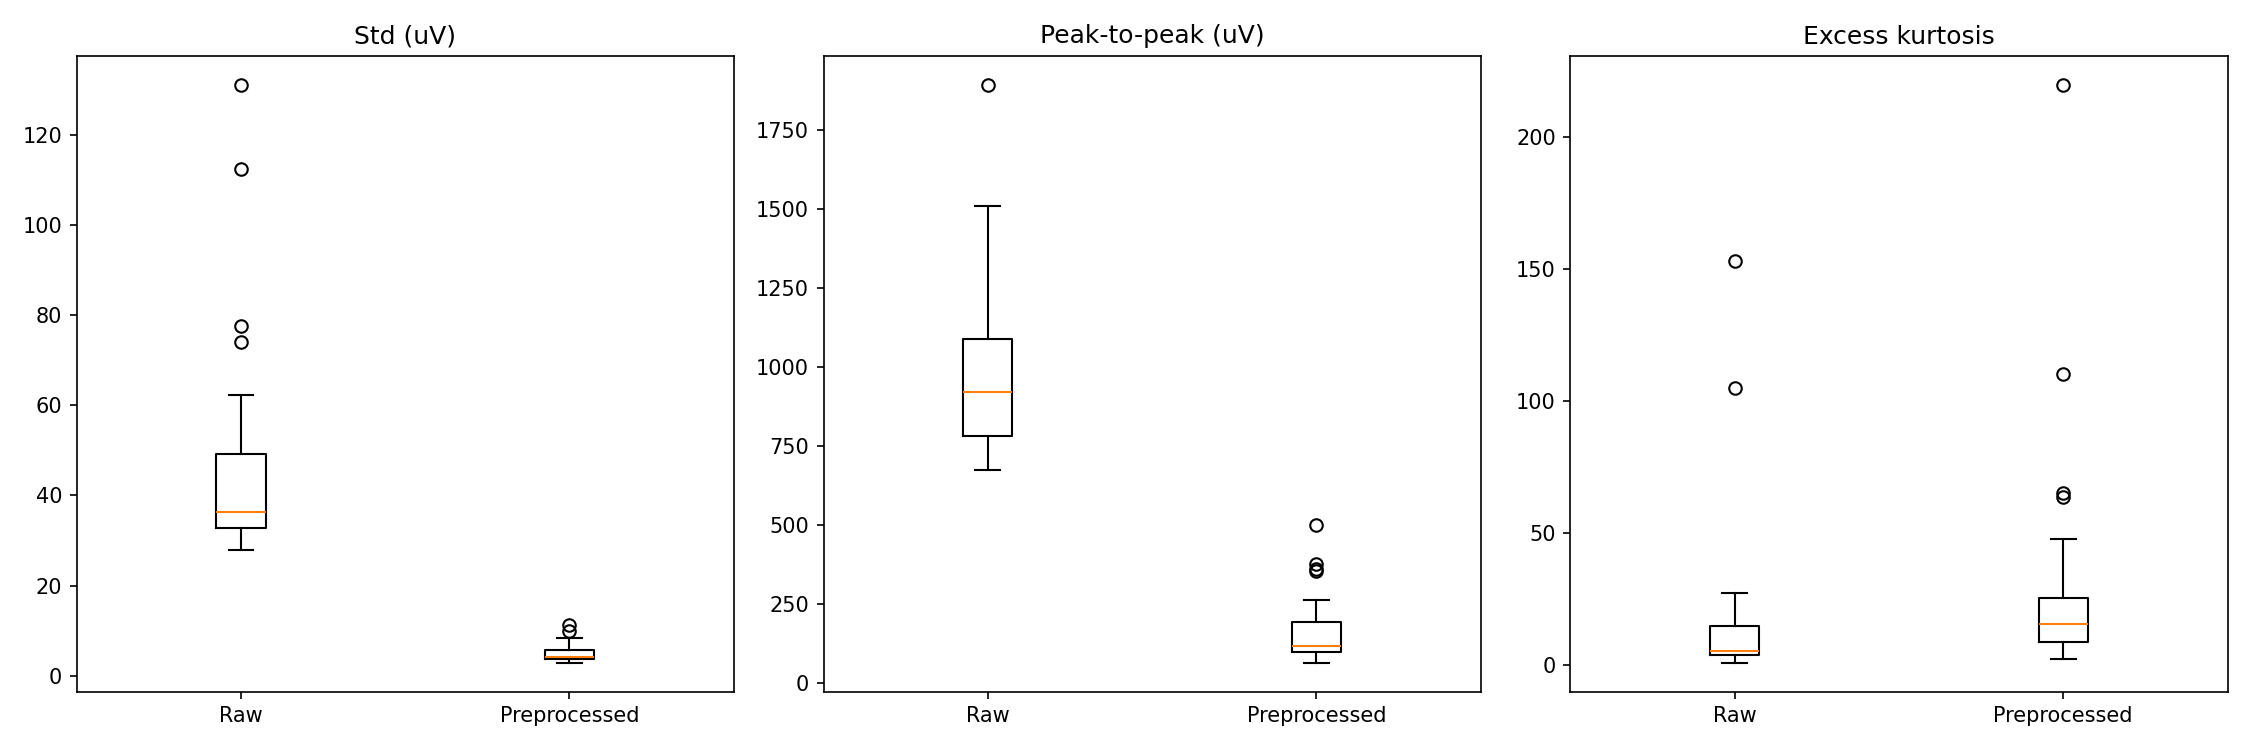 Std (uV)
120
100
80
60
40
20
0
Raw
Preprocessed
Peak-to-peak (uV)
1750
1500
1250
1000
750
500
250
0
Raw
Preprocessed
Excess kurtosis
200
150
100
50
0
Raw
Preprocessed